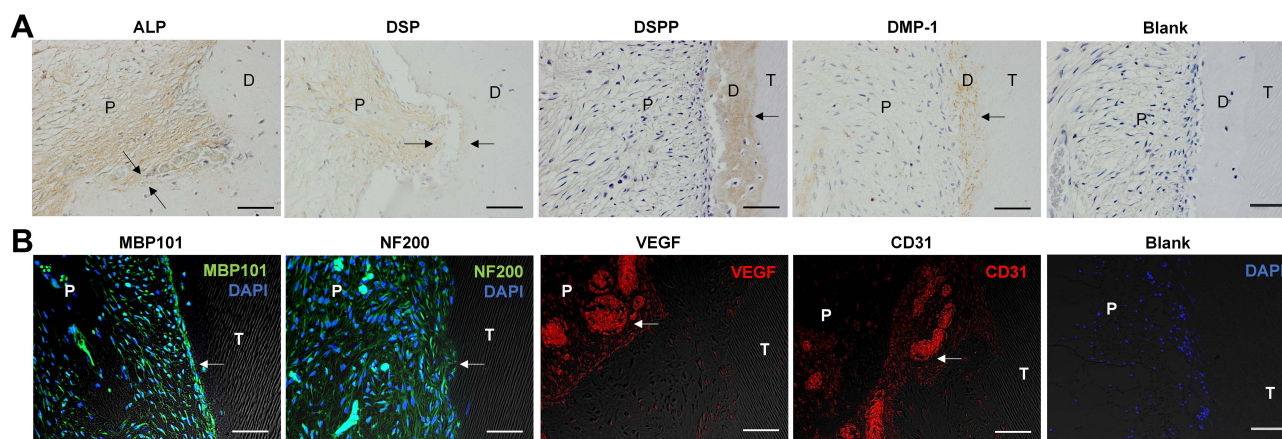 A
ALP
DSP
DSPP
DMP-1
Blank
P
D
P
D
P
D
T
P
D
T
P
D
T
B
MBP101
NF200
VEGF
CD31
Blank
MBP101
DAPI
P
T
NF200
DAPI
P
T
VEGF
P
T
CD31
P
T
DAPI
P
T